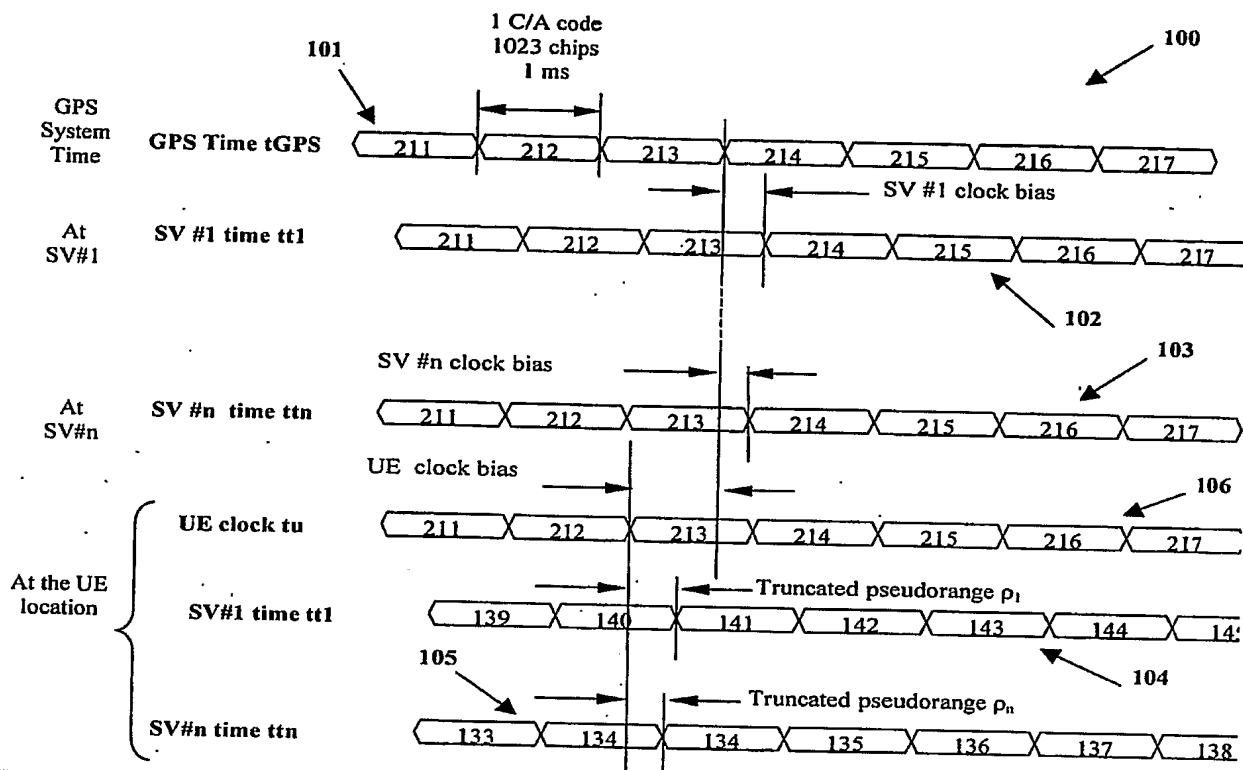 1 C/A code
1023 chips
1 ms
101
100
GPS
System
Time
GPS Time tGPS
211 212 213 214 215 216 217
SV #1 clock bias
At
SV#1
SV #1 time tt1
211 212 213 214 215 216 217
102
SV #n clock bias
103
At
SV#n
SV #n time ttn
211 212 213 214 215 216 217
UE clock bias
106
UE clock tu
211 212 213 214 215 216 217
At the UE
location
Truncated pseudorange ρ1
SV#1 time tt1
139 140 141 142 143 144
104
105
Truncated pseudorange ρn
SV#n time ttn
133 134 134 135 136 137 138